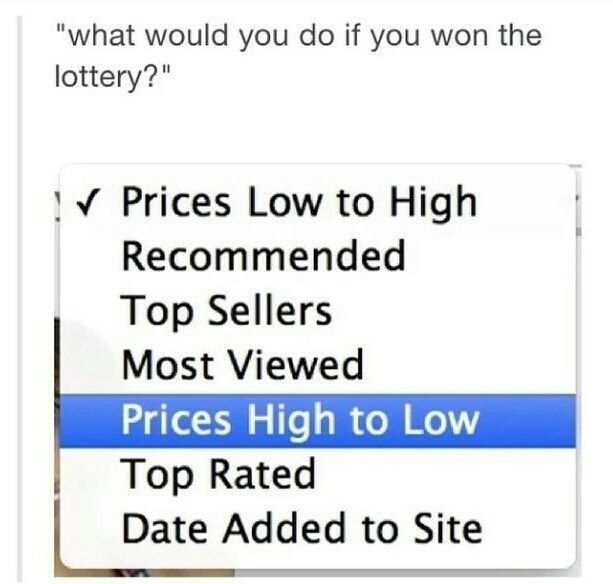 "what would you do if you won the
lottery?"
✓ Prices Low to High
Recommended
Top Sellers
Most Viewed
Prices High to Low
Top Rated
Date Added to Site